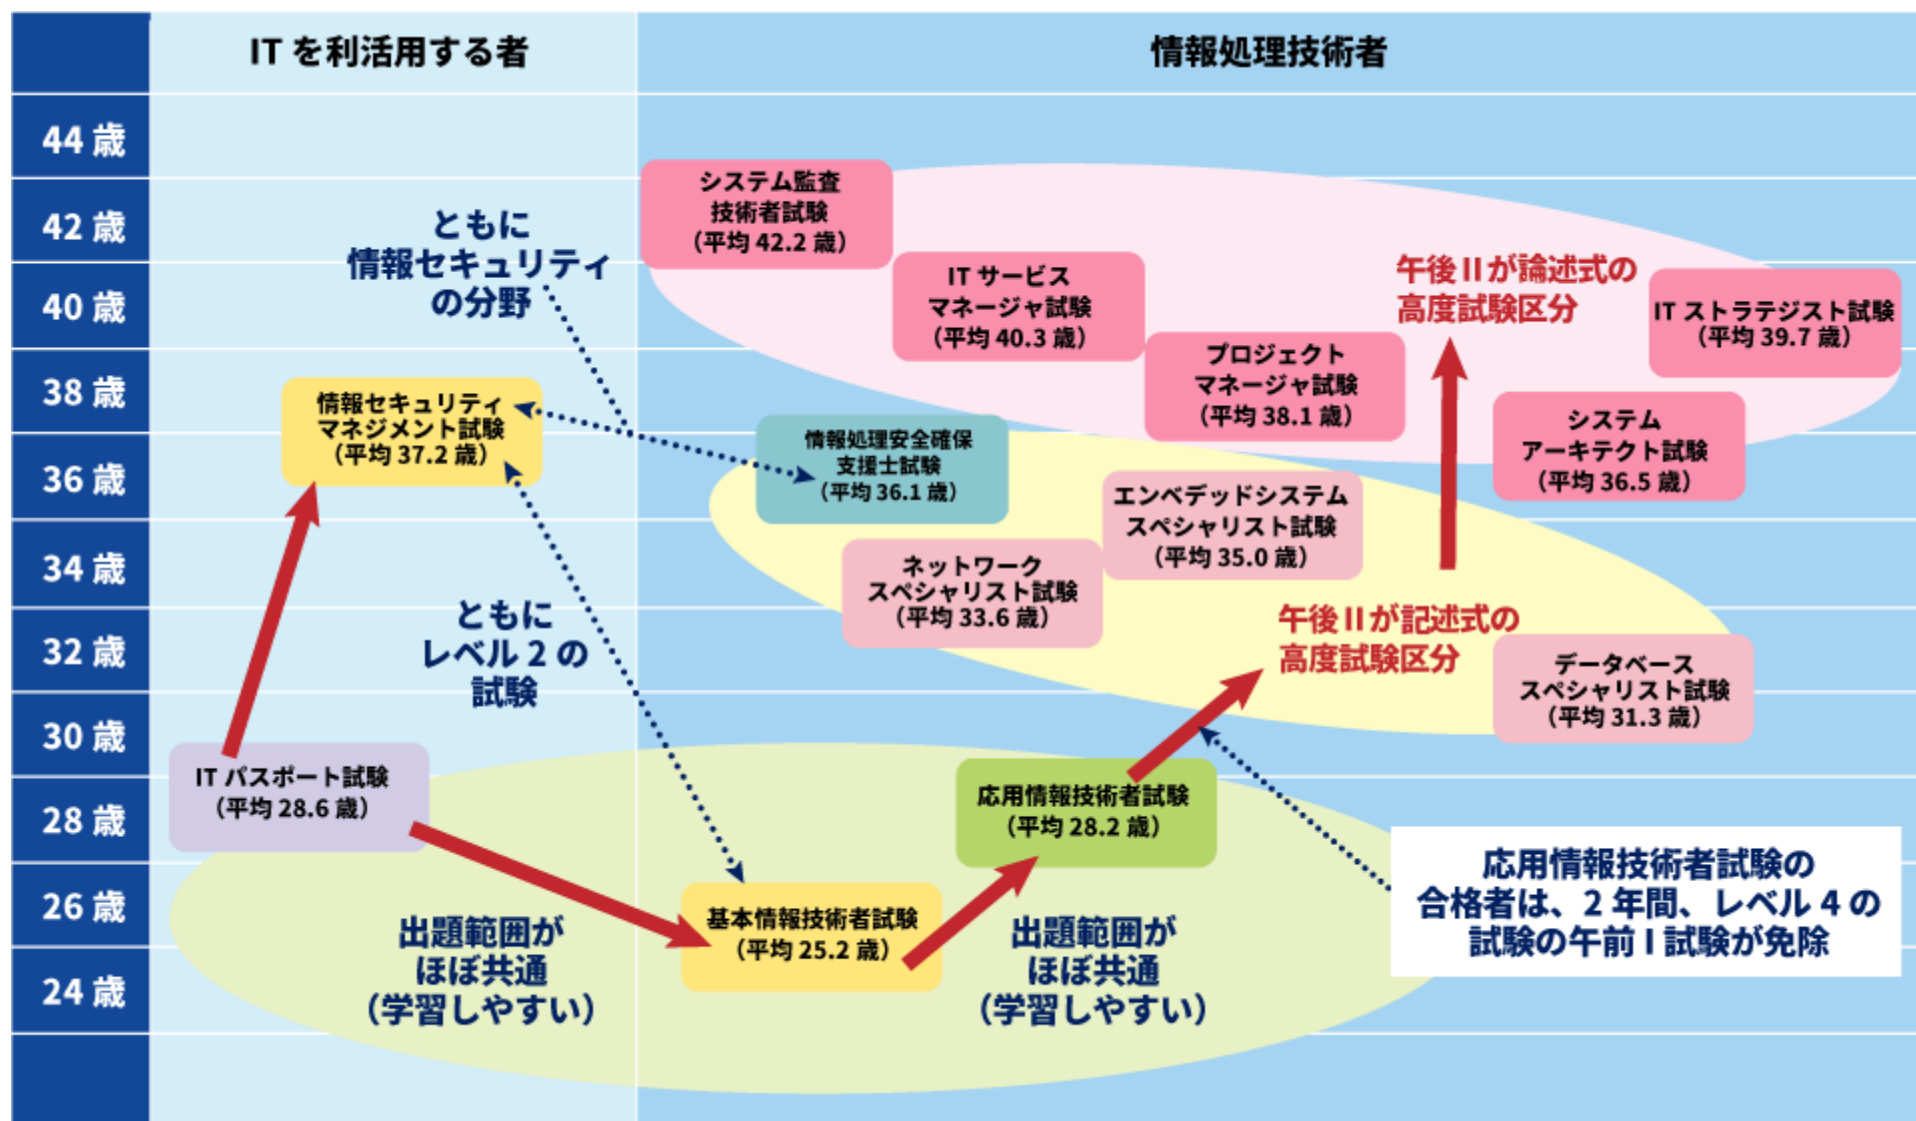 ITを利活用する者
情報処理技術者
44歳
42歳
40歳
38歳
36歳
34歳
32歳
30歳
28歳
26歳
24歳
システム監査
技術者試験
（平均42.2歳）
ともに
情報セキュリティ
の分野
ITサービス
マネージャ試験
（平均40.3歳）
午後IIが論述式の
高度試験区分
ITストラテジスト試験
（平均39.7歳）
プロジェクト
マネージャ試験
（平均38.1歳）
情報セキュリティ
マネジメント試験
（平均37.2歳）
システム
アーキテクト試験
（平均36.5歳）
情報処理安全確保
支援士試験
（平均36.1歳）
エンベデッドシステム
スペシャリスト試験
（平均35.0歳）
ネットワーク
スペシャリスト試験
（平均33.6歳）
ともに
レベル2の
試験
午後IIが記述式の
高度試験区分
データベース
スペシャリスト試験
（平均31.3歳）
ITパスポート試験
（平均28.6歳）
応用情報技術者試験
（平均28.2歳）
応用情報技術者試験の
合格者は、2年間、レベル4の
試験の午前I試験が免除
基本情報技術者試験
（平均25.2歳）
出題範囲が
ほぼ共通
（学習しやすい）
出題範囲が
ほぼ共通
（学習しやすい）